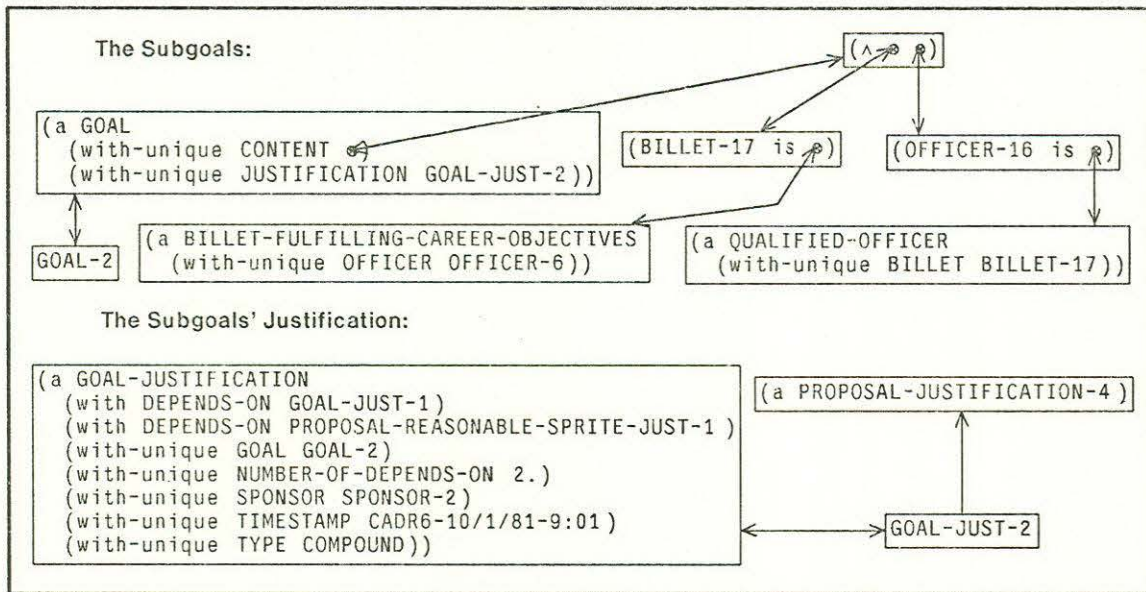 The Subgoals:
(∧ ⊗ ⊗)
(a GOAL
(with-unique CONTENT ⊗)
(with-unique JUSTIFICATION GOAL-JUST-2))
(BILLET-17 is ⊗)
(OFFICER-16 is ⊗)
GOAL-2
(a BILLET-FULFILLING-CAREER-OBJECTIVES
(with-unique OFFICER OFFICER-6))
(a QUALIFIED-OFFICER
(with-unique BILLET BILLET-17))
The Subgoals' Justification:
(a GOAL-JUSTIFICATION
(with DEPENDS-ON GOAL-JUST-1)
(with DEPENDS-ON PROPOSAL-REASONABLE-SPRITE-JUST-1)
(with-unique GOAL GOAL-2)
(with-unique NUMBER-OF-DEPENDS-ON 2.)
(with-unique SPONSOR SPONSOR-2)
(with-unique TIMESTAMP CADR6-10/1/81-9:01)
(with-unique TYPE COMPOUND))
(a PROPOSAL-JUSTIFICATION-4)
GOAL-JUST-2